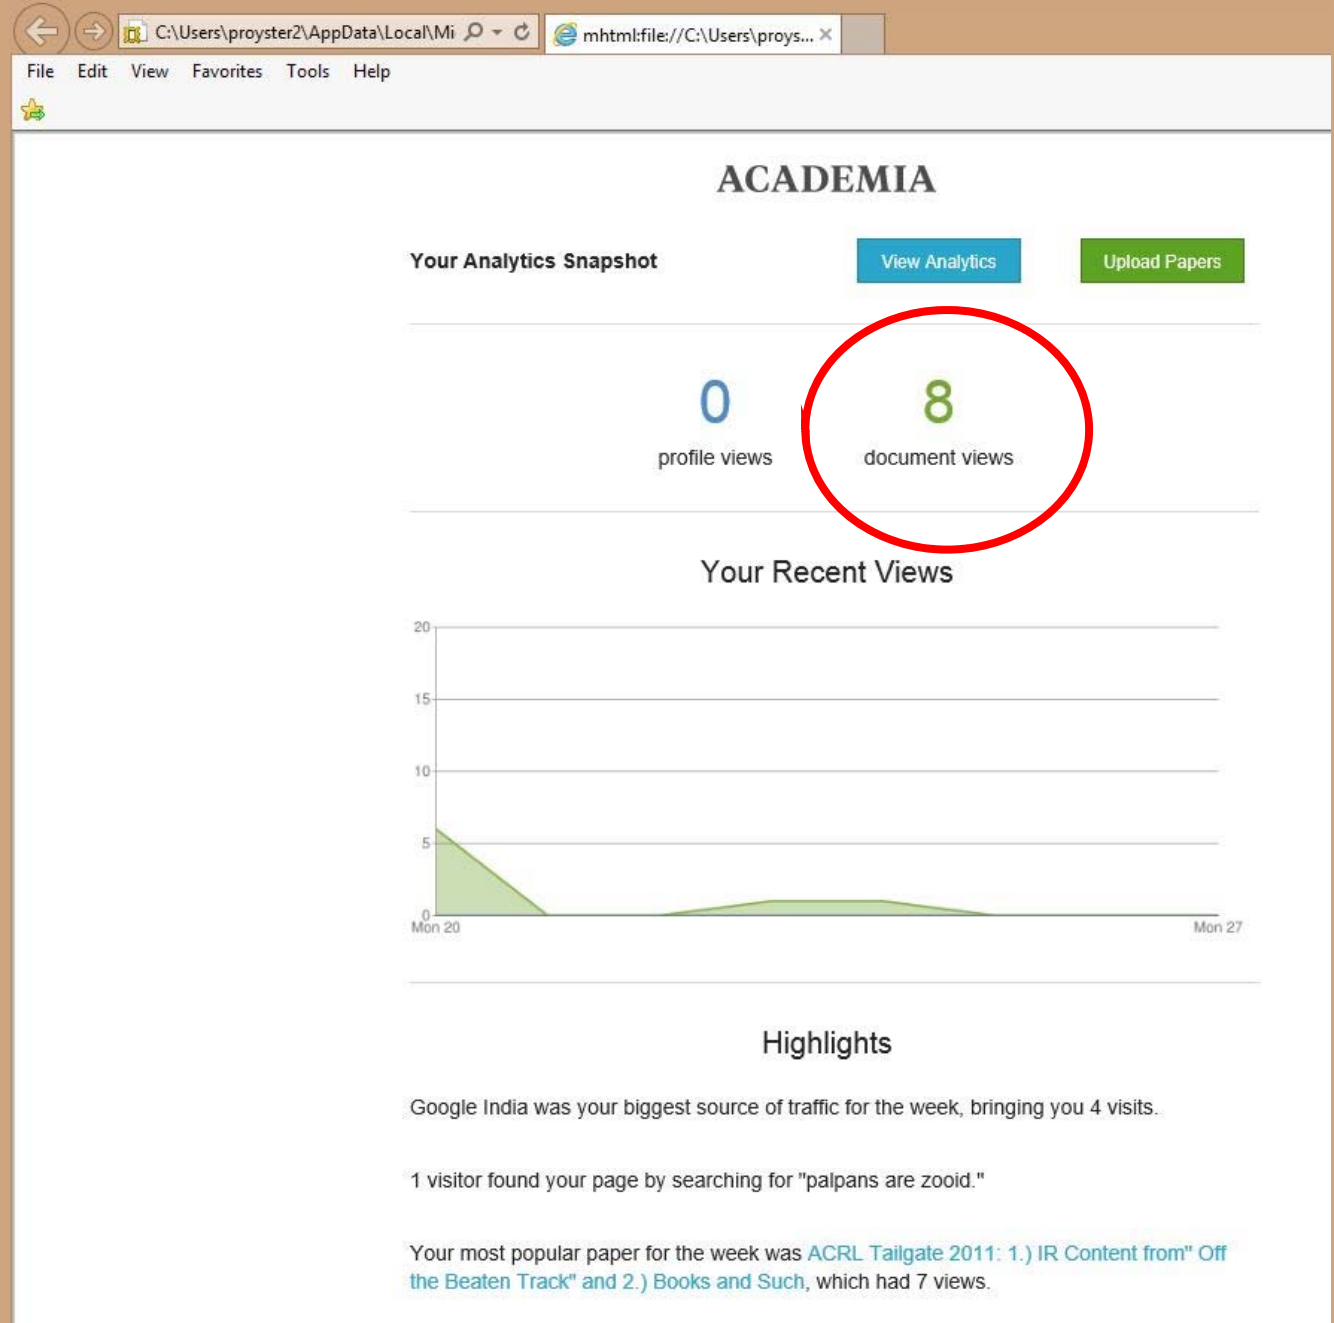 C:\Users\proyster2\AppData\Local\Mi
mhtml:file://C:\Users\proys...
File Edit View Favorites Tools Help
ACADEMIA
Your Analytics Snapshot
View Analytics
Upload Papers
0 8
profile views document views
Your Recent Views
20
15
10
5
0
Mon 20 Mon 27
Highlights
Google India was your biggest source of traffic for the week, bringing you 4 visits.
1 visitor found your page by searching for "palpans are zooid."
Your most popular paper for the week was ACRL Tailgate 2011: 1.) IR Content from" Off
the Beaten Track" and 2.) Books and Such, which had 7 views.